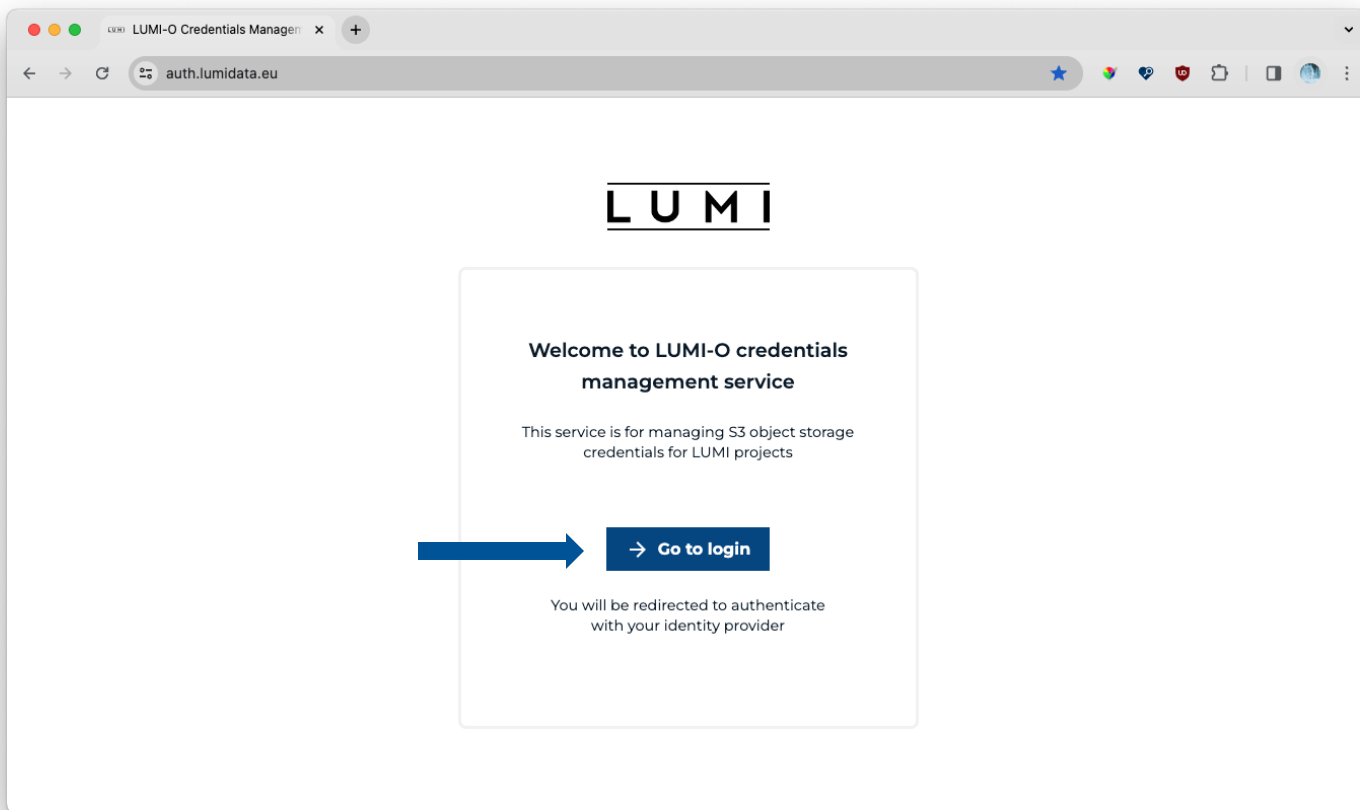 LUMI LUMI-O Credentials Managem
auth.lumidata.eu
LUMI
Welcome to LUMI-O credentials
management service
This service is for managing S3 object storage
credentials for LUMI projects
→ Go to login
You will be redirected to authenticate
with your identity provider